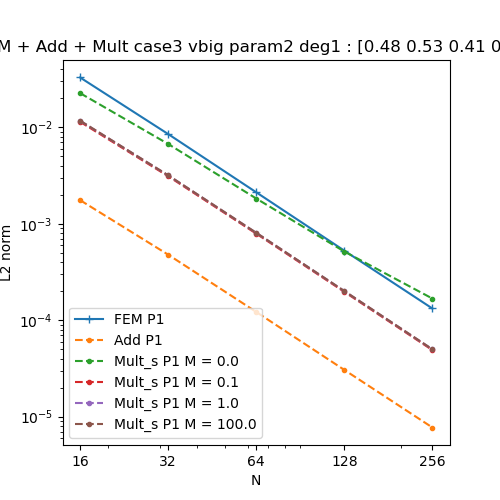 M + Add + Mult case3 vbig param2 deg1 : [0.48 0.53 0.41 0
L2 norm
10⁻²
10⁻³
10⁻⁴
10⁻⁵
FEM P1
Add P1
Mult_s P1 M = 0.0
Mult_s P1 M = 0.1
Mult_s P1 M = 1.0
Mult_s P1 M = 100.0
16 32 64 128 256
N